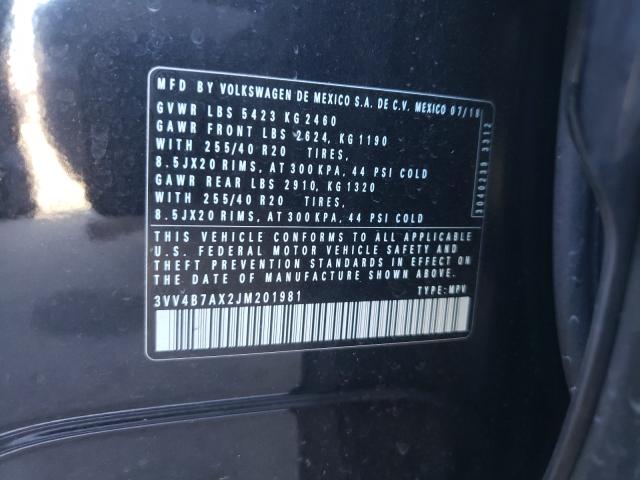 MFD BY VOLKSWAGEN DE MEXICO S.A. DE C.V. MEXICO 07/18
GVWR LBS 5423 KG 2460
GAWR FRONT LBS 2624, KG 1190
WITH 255/40 R20 TIRES,
8.5JX20 RIMS, AT 300 KPA, 44 PSI COLD
GAWR REAR LBS 2910, KG 1320
WITH 255/40 R20 TIRES,
8.5JX20 RIMS, AT 300 KPA, 44 PSI COLD
THIS VEHICLE CONFORMS TO ALL APPLICABLE
U.S. FEDERAL MOTOR VEHICLE SAFETY AND
THEFT PREVENTION STANDARDS IN EFFECT ON
THE DATE OF MANUFACTURE SHOWN ABOVE
3VV4B7AX2JM201981 TYPE: MPV
3040239 3312